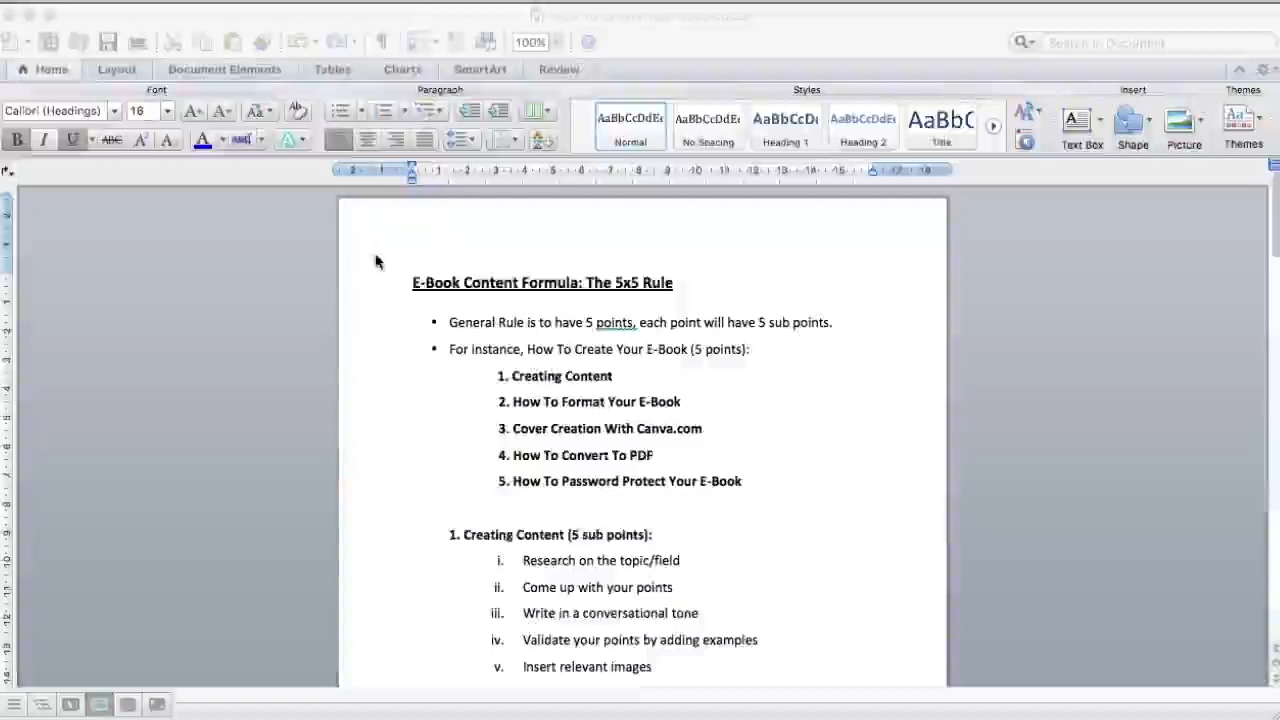 100%
Search in Document
Home Layout Document Elements Tables Charts SmartArt Review
Font Paragraph Styles Insert Themes
Calibri (Headings) 16
AaBbCcDdEe AaBbCcDdEe AaBbCcDc AaBbCcDdEe AaBbC
Normal No Spacing Heading 1 Heading 2 Title
Text Box Shape Picture Themes
E-Book Content Formula: The 5x5 Rule
• General Rule is to have 5 points, each point will have 5 sub points.
• For instance, How To Create Your E-Book (5 points):
1. Creating Content
2. How To Format Your E-Book
3. Cover Creation With Canva.com
4. How To Convert To PDF
5. How To Password Protect Your E-Book
1. Creating Content (5 sub points):
i. Research on the topic/field
ii. Come up with your points
iii. Write in a conversational tone
iv. Validate your points by adding examples
v. Insert relevant images